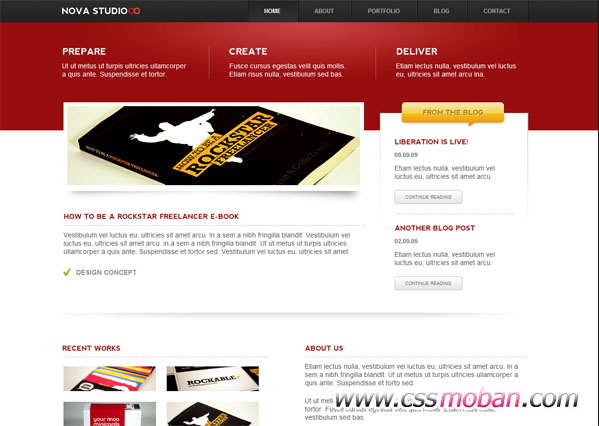 NOVA STUDIO
HOME ABOUT PORTFOLIO BLOG CONTACT
PREPARE
Ut ut metus ut turpis ultricies ullamcorper
a quis ante. Suspendisse et tortor.
CREATE
Fusce cursus egestas velit quis mollis.
Etiam risus nulla, vestibulum sed bas.
DELIVER
Etiam lectus nulla, vestibulum vel luctus
eu, ultricies sit amet arcu ina.
HOW TO BE A ROCKSTAR FREELANCER
HOW TO BE A
ROCKSTAR
FREELANCER
HOW TO BE A ROCKSTAR FREELANCER E-BOOK
Vestibulum vel luctus eu, ultricies sit amet arcu. In a sem a nibh fringilla blandit. Vestibulum vel
luctus eu, ultricies sit amet arcu. In a sem a nibh fringilla blandit. Ut ut metus ut turpis ultricies
ullamcorper a quis ante. Suspendisse et tortor sed. Vestibulum vel luctus eu, ultricies sit amet
DESIGN CONCEPT
FROM THE BLOG
LIBERATION IS LIVE!
09.09.09
Etiam lectus nulla, vestibulum vel
luctus eu, ultricies sit amet arcu.
CONTINUE READING
ANOTHER BLOG POST
02.09.09
Etiam lectus nulla, vestibulum vel
luctus eu, ultricies sit amet arcu.
CONTINUE READING
RECENT WORKS
ROCKABLE.
your moo
minicards
ABOUT US
Etiam lectus nulla, vestibulum vel luctus eu, ultricies sit amet arcu. In a sem a nibh
fringilla blandit. Ut ut metus ut turpis ultricies ullamcorper a quis ante.
Suspendisse et torto sed.
www.cssmoban.com